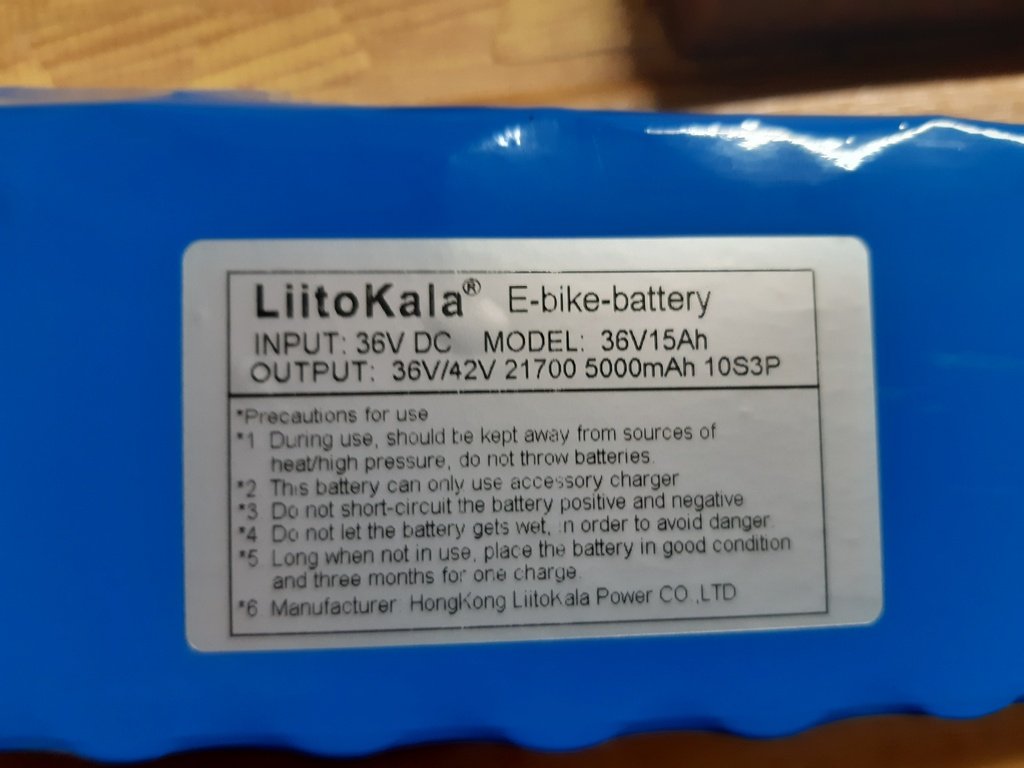 LiitoKala® E-bike-battery
INPUT: 36V DC MODEL: 36V15Ah
OUTPUT: 36V/42V 21700 5000mAh 10S3P
*Precautions for use
*1 During use, should be kept away from sources of
heat/high pressure, do not throw batteries.
*2 This battery can only use accessory charger
*3 Do not short-circuit the battery positive and negative
*4 Do not let the battery gets wet, in order to avoid danger.
*5 Long when not in use, place the battery in good condition
and three months for one charge.
*6 Manufacturer: HongKong LiitoKala Power CO.,LTD